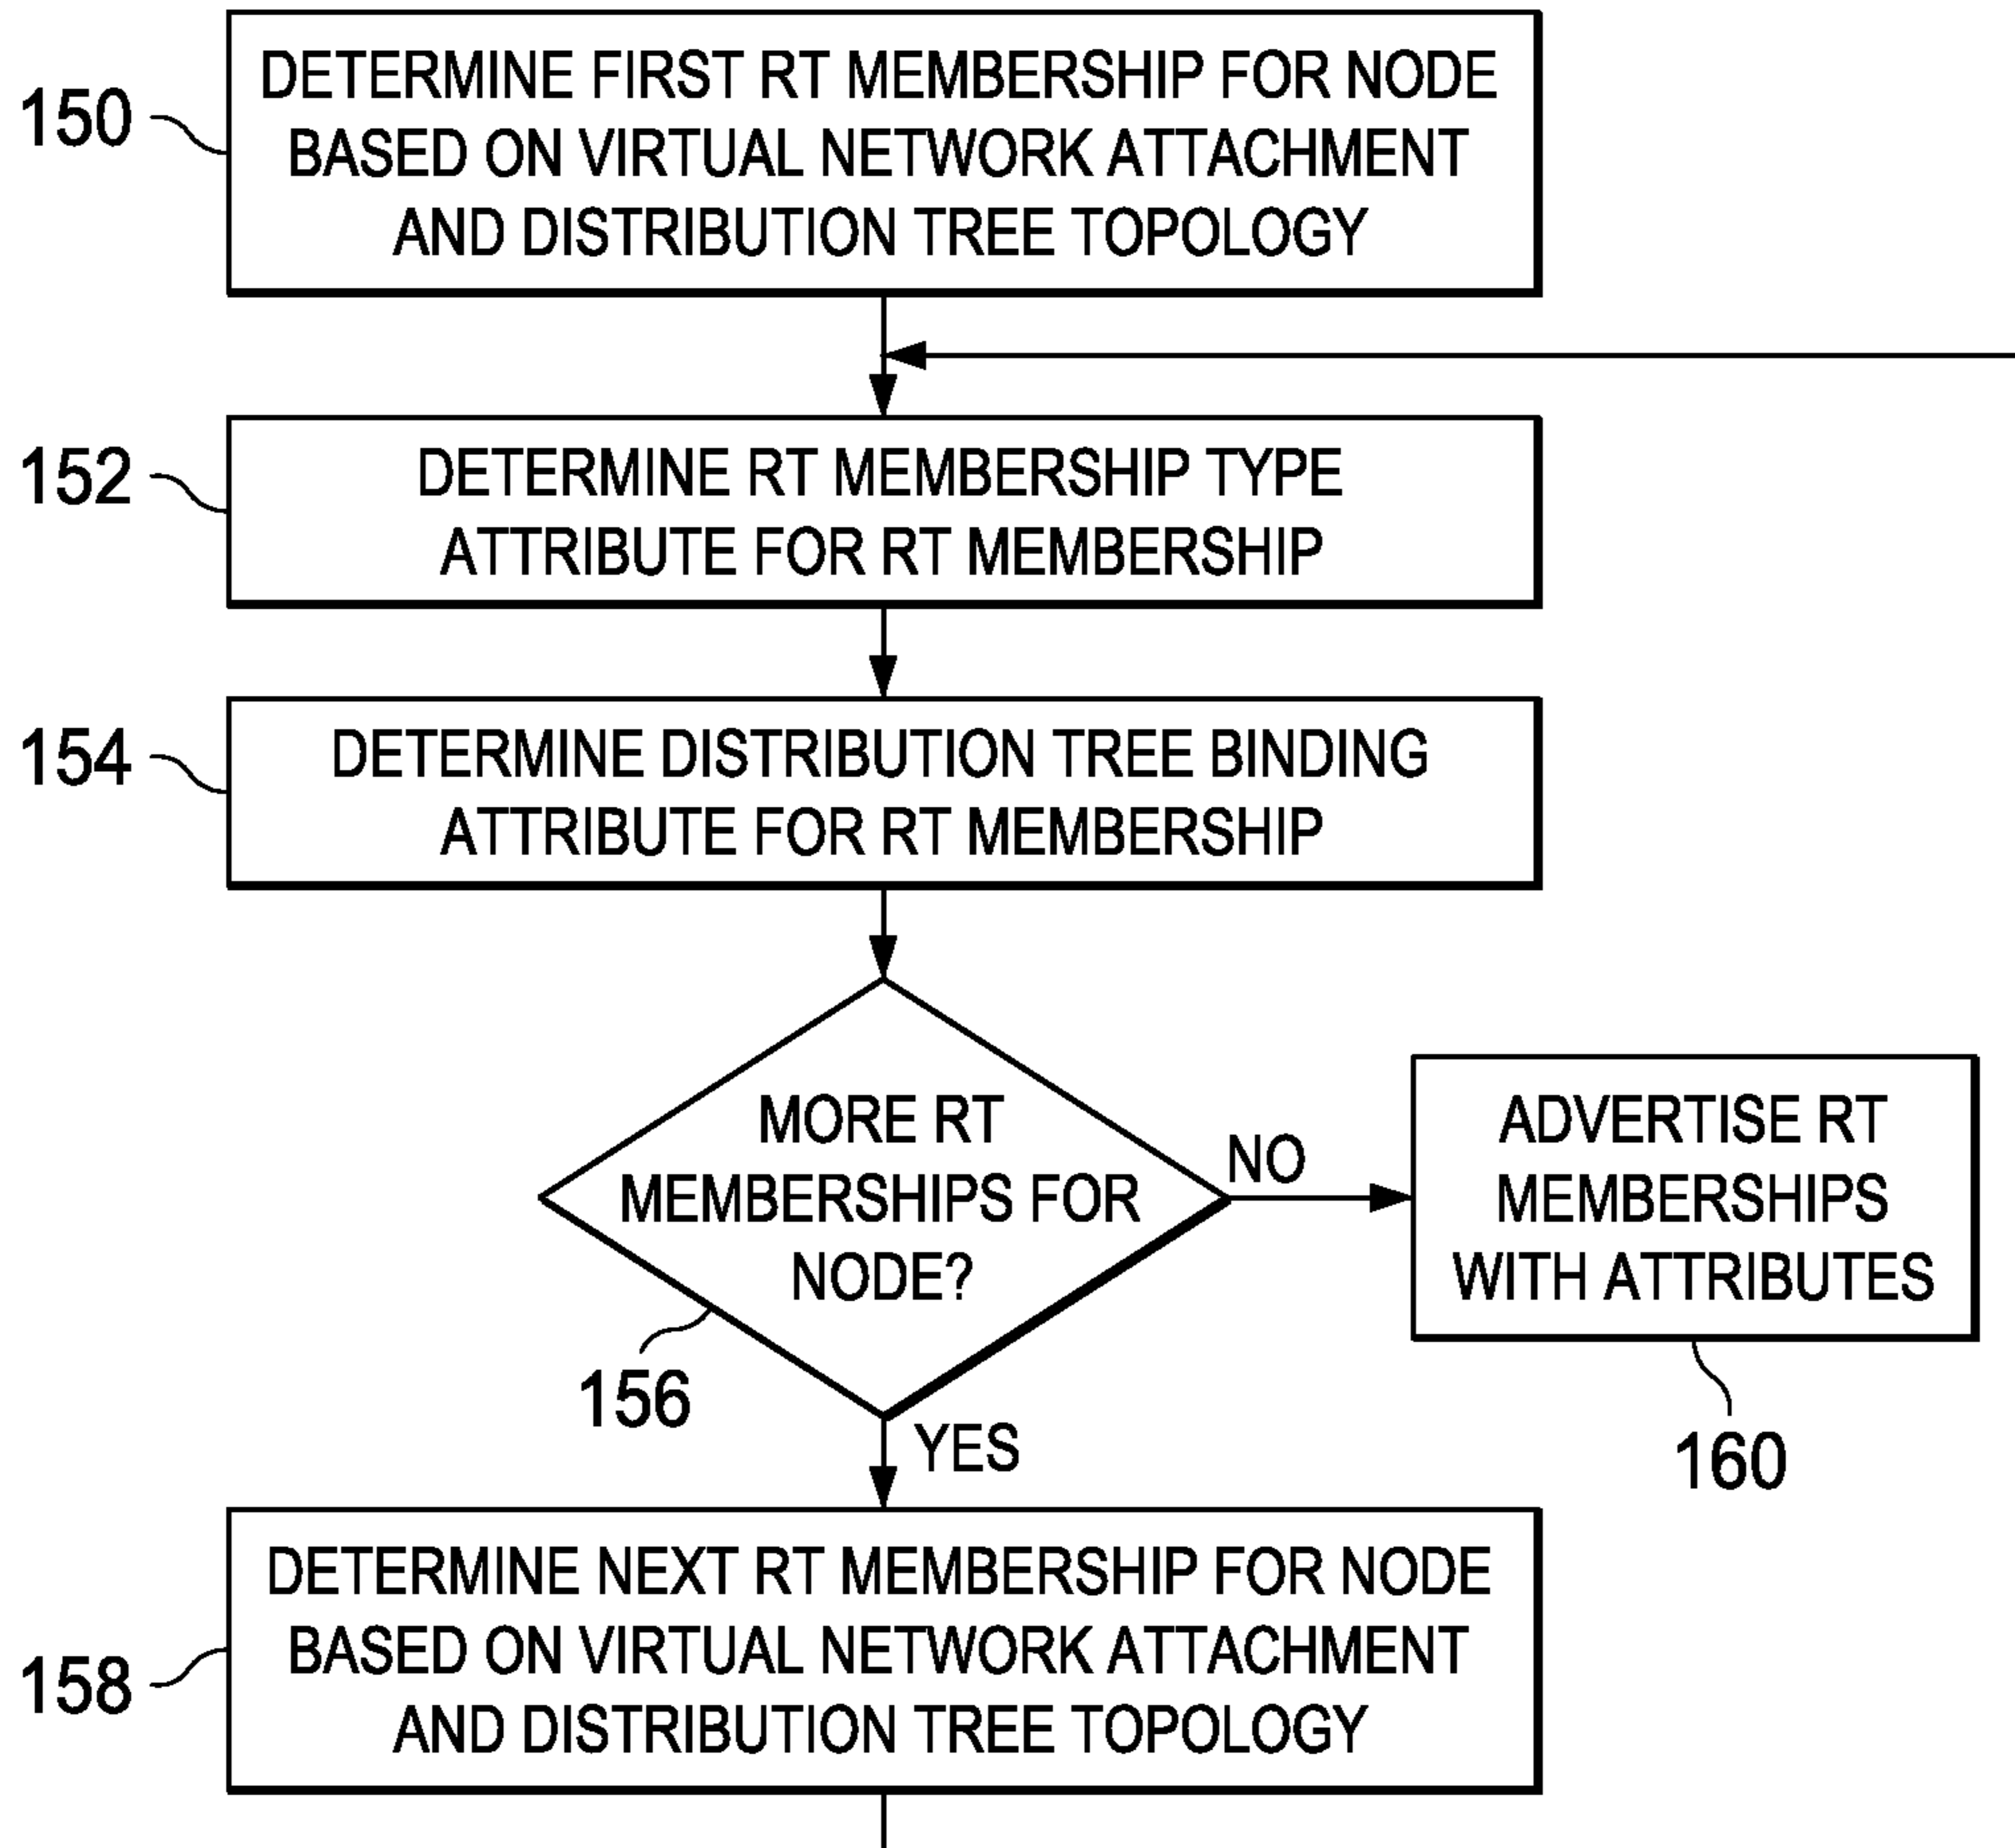 150
DETERMINE FIRST RT MEMBERSHIP FOR NODE
BASED ON VIRTUAL NETWORK ATTACHMENT
AND DISTRIBUTION TREE TOPOLOGY
152
DETERMINE RT MEMBERSHIP TYPE
ATTRIBUTE FOR RT MEMBERSHIP
154
DETERMINE DISTRIBUTION TREE BINDING
ATTRIBUTE FOR RT MEMBERSHIP
MORE RT
MEMBERSHIPS FOR
NODE?
156
NO
ADVERTISE RT
MEMBERSHIPS
WITH ATTRIBUTES
160
YES
158
DETERMINE NEXT RT MEMBERSHIP FOR NODE
BASED ON VIRTUAL NETWORK ATTACHMENT
AND DISTRIBUTION TREE TOPOLOGY